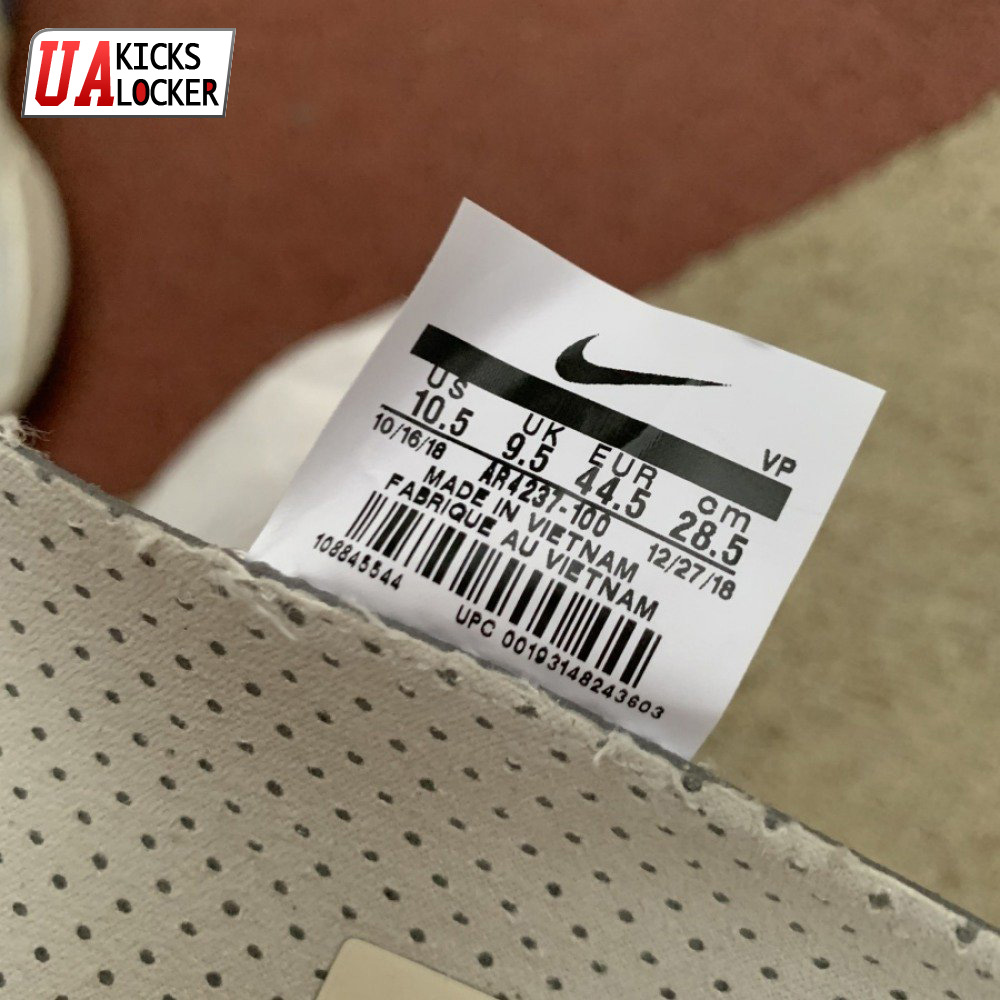 UA KICKS
LOCKER
VP
US UK EUR cm
10.5 9.5 44.5 28.5
10/16/18 AR4237-100 12/27/18
MADE IN VIETNAM
FABRIQUE AU VIETNAM
108845544
UPC 00193148243603